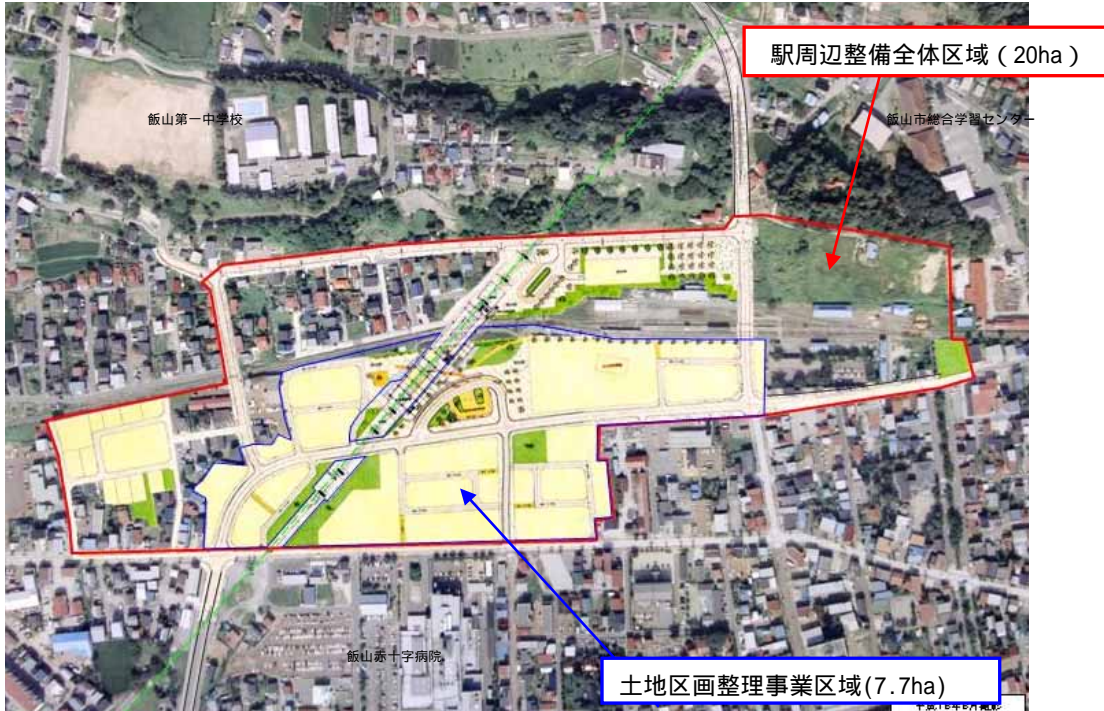 駅周辺整備全体区域（20ha）
飯山第一中学校
飯山市総合学習センター
飯山赤十字病院
土地区画整理事業区域(7.7ha)